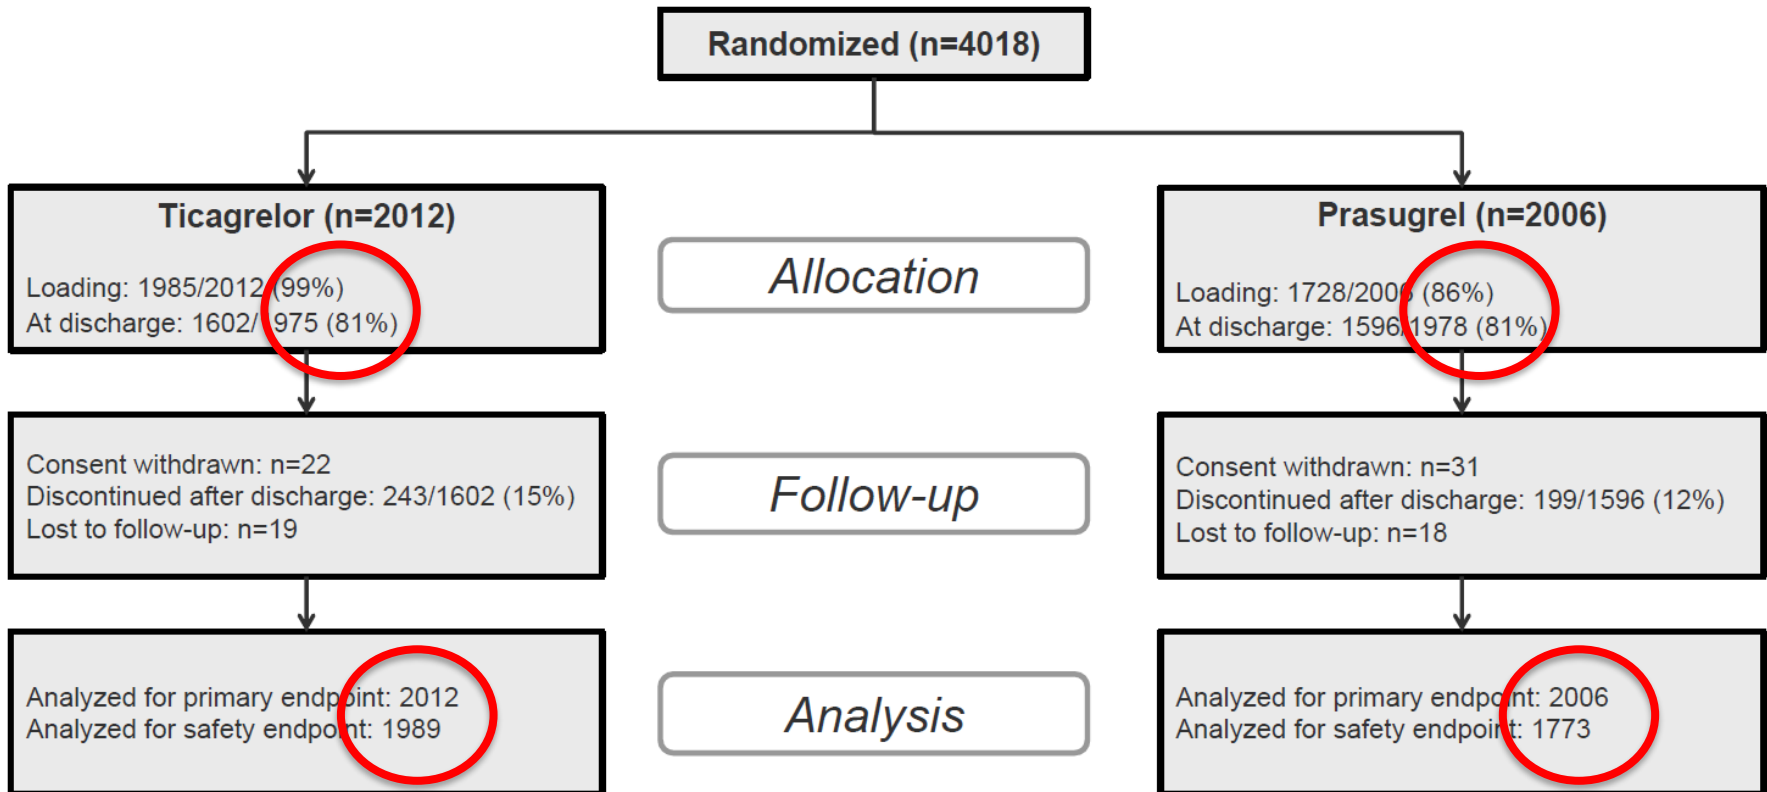 Randomized (n=4018)
Ticagrelor (n=2012)
Loading: 1985/2012 (99%)
At discharge: 1602/1975 (81%)
Allocation
Prasugrel (n=2006)
Loading: 1728/2006 (86%)
At discharge: 1596/1978 (81%)
Consent withdrawn: n=22
Discontinued after discharge: 243/1602 (15%)
Lost to follow-up: n=19
Follow-up
Consent withdrawn: n=31
Discontinued after discharge: 199/1596 (12%)
Lost to follow-up: n=18
Analyzed for primary endpoint: 2012
Analyzed for safety endpoint: 1989
Analysis
Analyzed for primary endpoint: 2006
Analyzed for safety endpoint: 1773